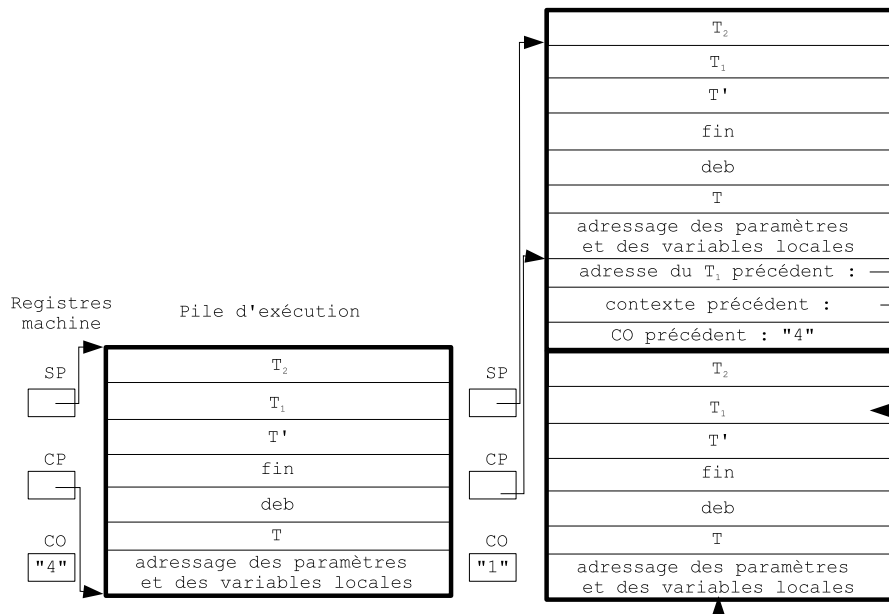 Registres
machine
Pile d'exécution
SP
CP
CO
"4"
T₂
T₁
T'
fin
deb
T
adressage des paramètres
et des variables locales
SP
CP
CO
"1"
T₂
T₁
T'
fin
deb
T
adressage des paramètres
et des variables locales
adresse du T₁ précédent :
contexte précédent :
CO précédent : "4"
T₂
T₁
T'
fin
deb
T
adressage des paramètres
et des variables locales